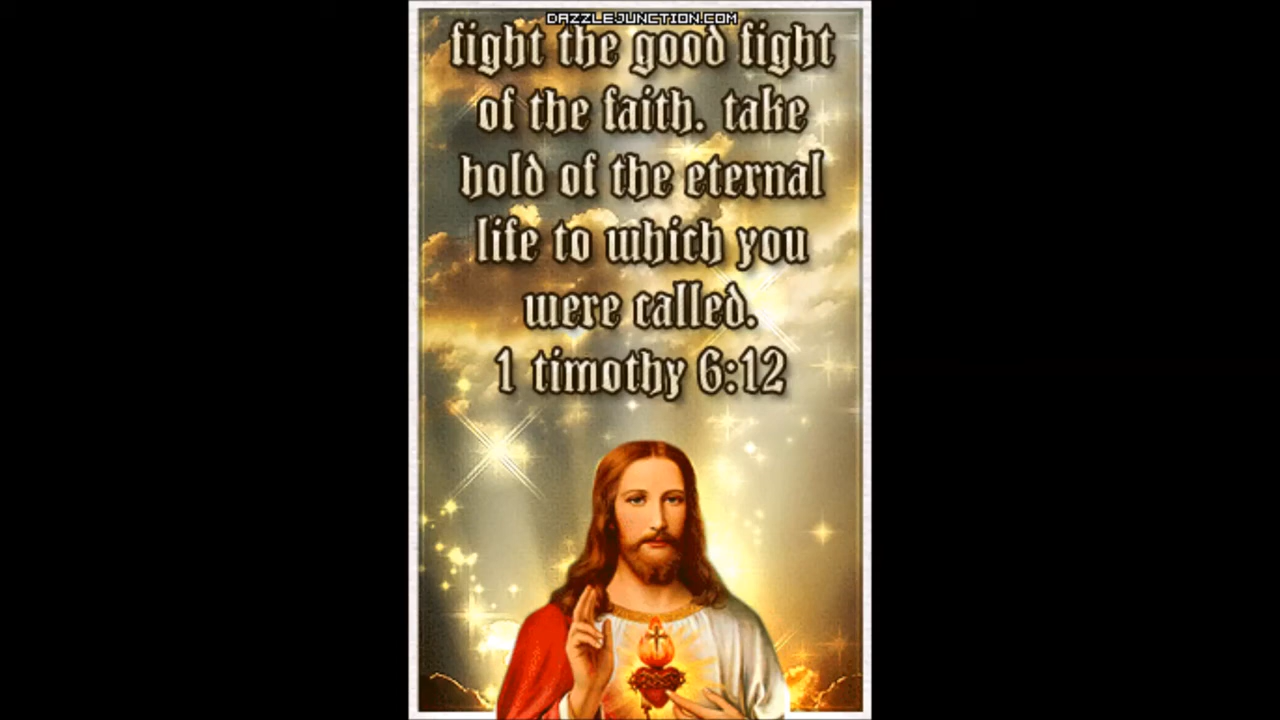 DAZZLEJUNCTION.COM
fight the good fight
of the faith. take
hold of the eternal
life to which you
were called.
1 timothy 6:12